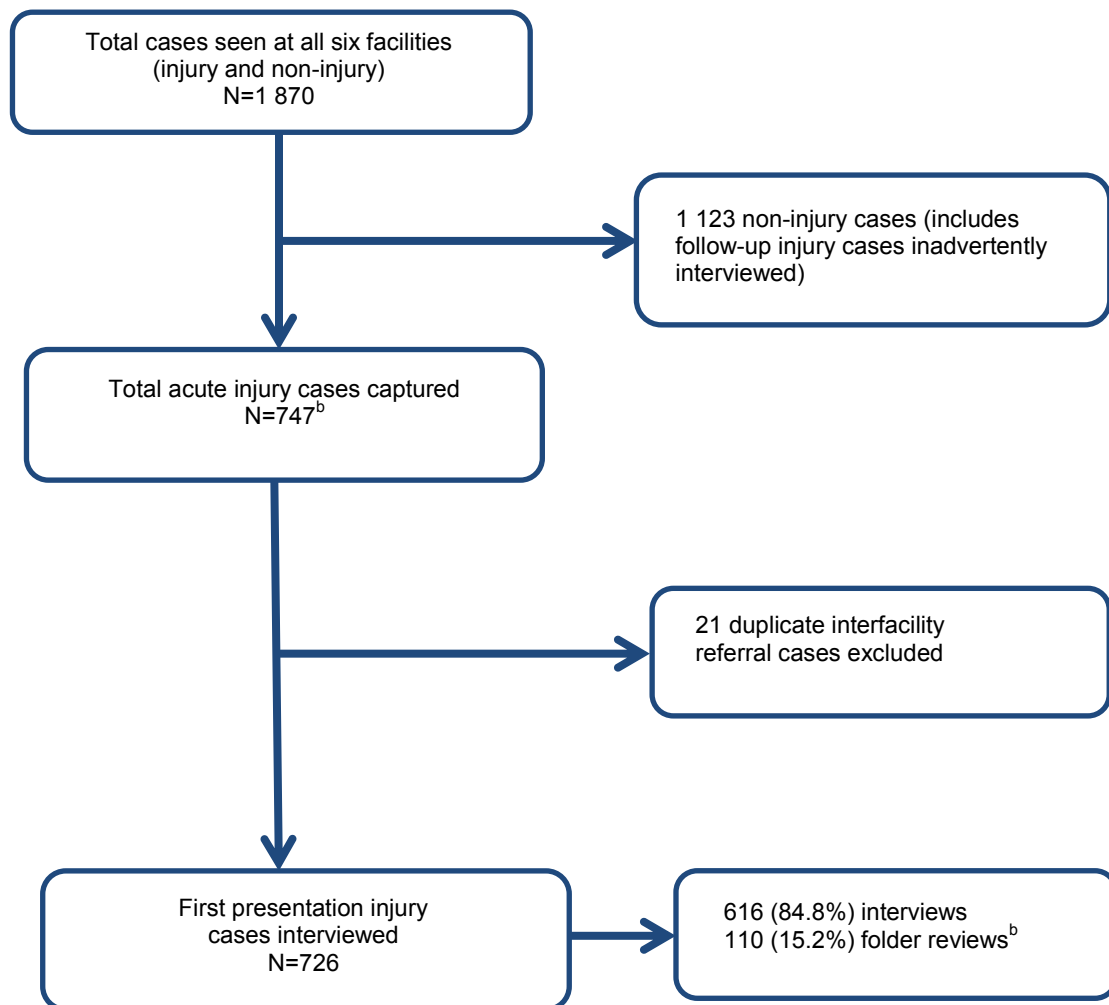 Total cases seen at all six facilities
(injury and non-injury)
N=1 870
1 123 non-injury cases (includes
follow-up injury cases inadvertently
interviewed)
Total acute injury cases captured
N=747b
21 duplicate interfacility
referral cases excluded
First presentation injury
cases interviewed
N=726
616 (84.8%) interviews
110 (15.2%) folder reviewsb